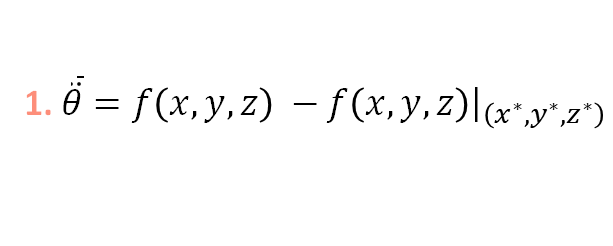 1. θ̈̄ = f(x, y, z) − f(x, y, z)|(x*,y*,z*)